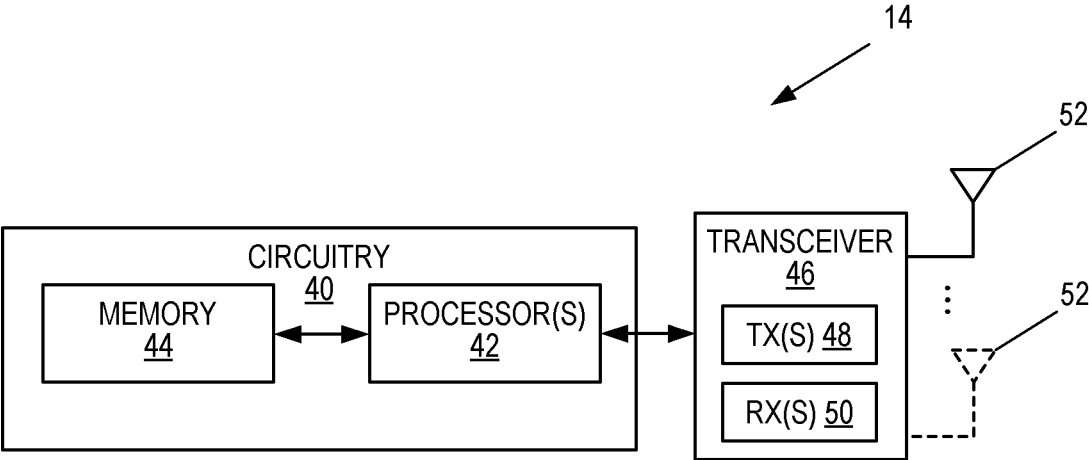 14
52
CIRCUITRY
40
MEMORY
44
PROCESSOR(S)
42
TRANSCEIVER
46
TX(S) 48
RX(S) 50
52